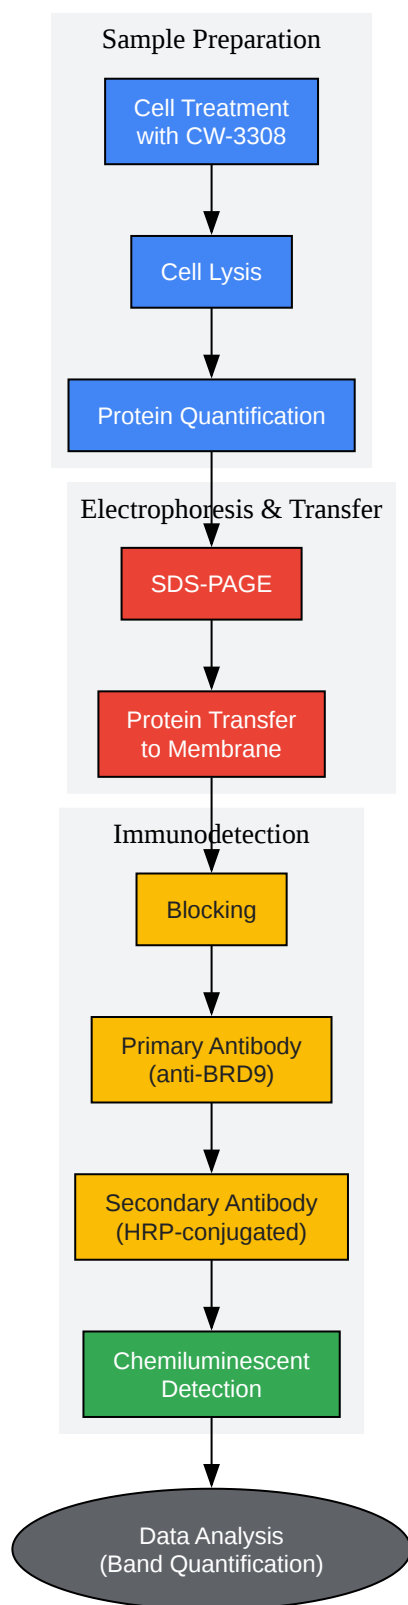 Sample Preparation
Cell Treatment
with CW-3308
Cell Lysis
Protein Quantification
Electrophoresis & Transfer
SDS-PAGE
Protein Transfer
to Membrane
Immunodetection
Blocking
Primary Antibody
(anti-BRD9)
Secondary Antibody
(HRP-conjugated)
Chemiluminescent
Detection
Data Analysis
(Band Quantification)